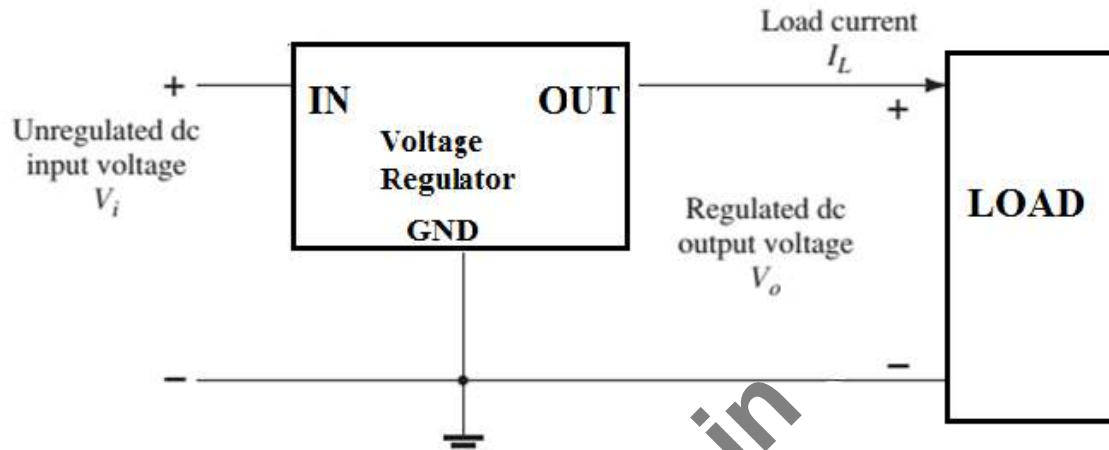 Load current
I_L
+
IN
OUT
+
Unregulated dc
input voltage
V_i
Voltage
Regulator
GND
Regulated dc
output voltage
V_o
LOAD
−
−
in